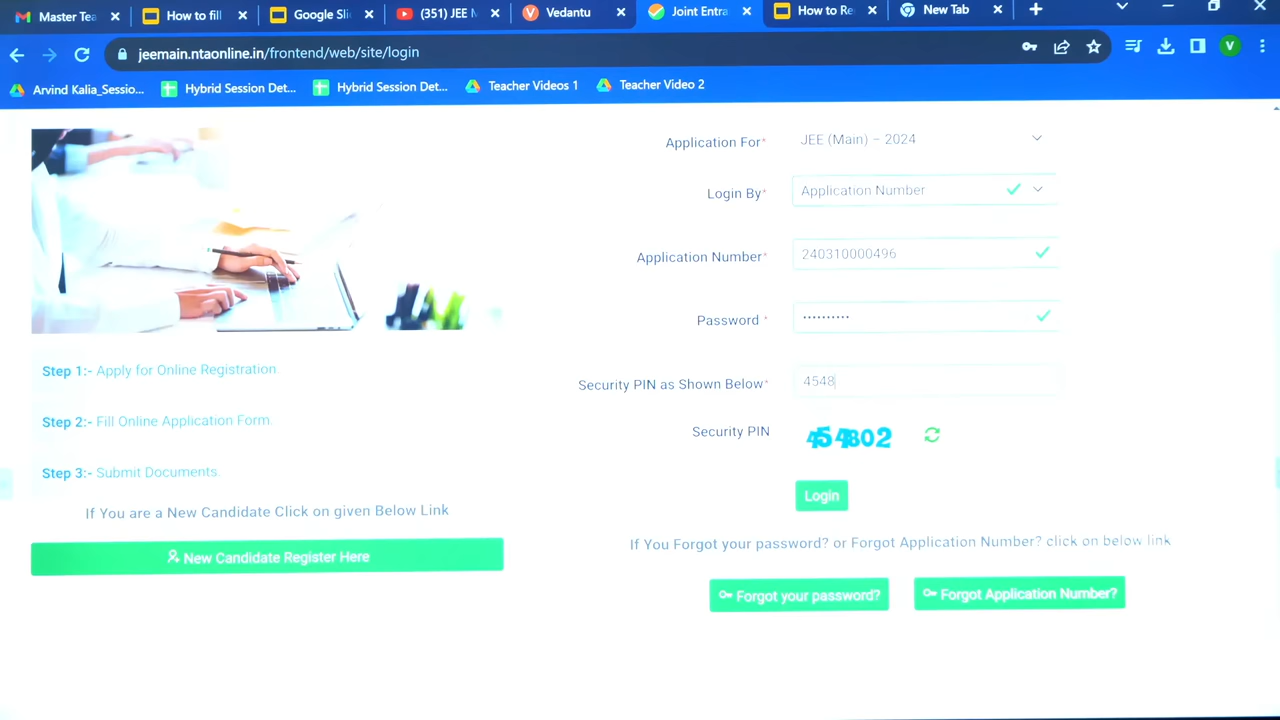 Master Tea
How to fill
Google Slid
(351) JEE M
Vedantu
Joint Entra
How to Re
New Tab
jeemain.ntaonline.in/frontend/web/site/login
V
Arvind Kalia_Sessio...
Hybrid Session Det...
Hybrid Session Det...
Teacher Videos 1
Teacher Video 2
Application For*
JEE (Main) – 2024
Login By*
Application Number
Application Number*
240310000496
Password *
••••••••••
Security PIN as Shown Below*
4548
Security PIN
454802
Login
Step 1:- Apply for Online Registration.
Step 2:- Fill Online Application Form.
Step 3:- Submit Documents.
If You are a New Candidate Click on given Below Link
New Candidate Register Here
If You Forgot your password? or Forgot Application Number? click on below link
Forgot your password?
Forgot Application Number?